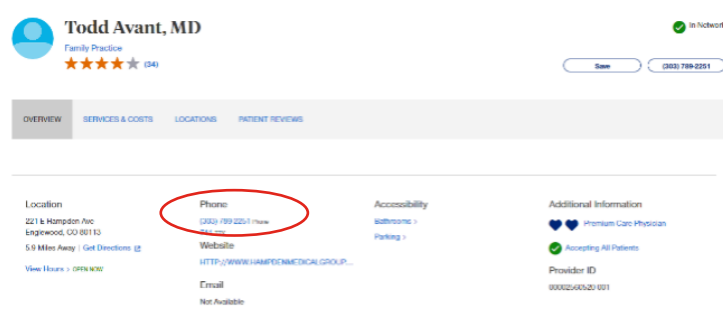 Todd Avant, MD
In Network
Family Practice
(34)
Save
(303) 789-2251
OVERVIEW
SERVICES & COSTS
LOCATIONS
PATIENT REVIEWS
Location
221 E Hampden Ave
Englewood, CO 80113
5.9 Miles Away | Get Directions
View Hours > OPEN NOW
Phone
(303) 789-2251 Phone
Website
HTTP://WWW.HAMPDENMEDICALGROUP...
Email
Not Available
Accessibility
Bathrooms >
Parking >
Additional Information
Premium Care Physician
Accepting All Patients
Provider ID